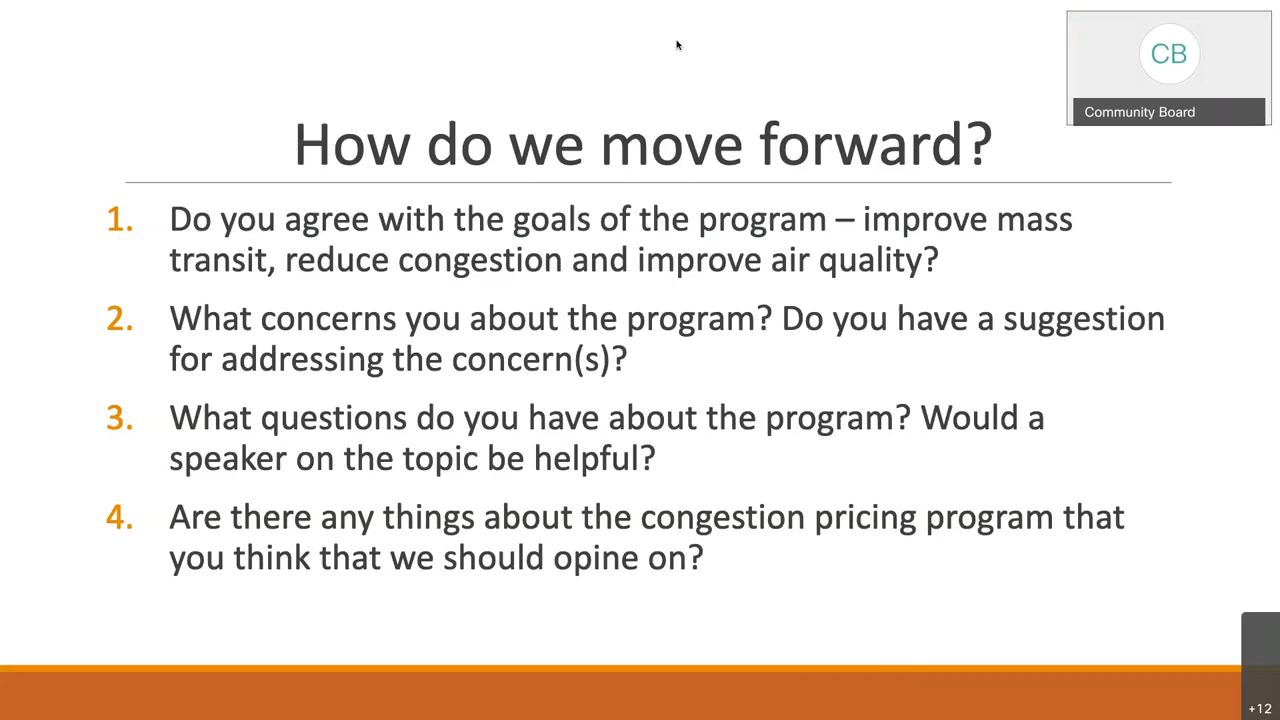 CB
Community Board
How do we move forward?
1. Do you agree with the goals of the program – improve mass
transit, reduce congestion and improve air quality?
2. What concerns you about the program? Do you have a suggestion
for addressing the concern(s)?
3. What questions do you have about the program? Would a
speaker on the topic be helpful?
4. Are there any things about the congestion pricing program that
you think that we should opine on?
+12